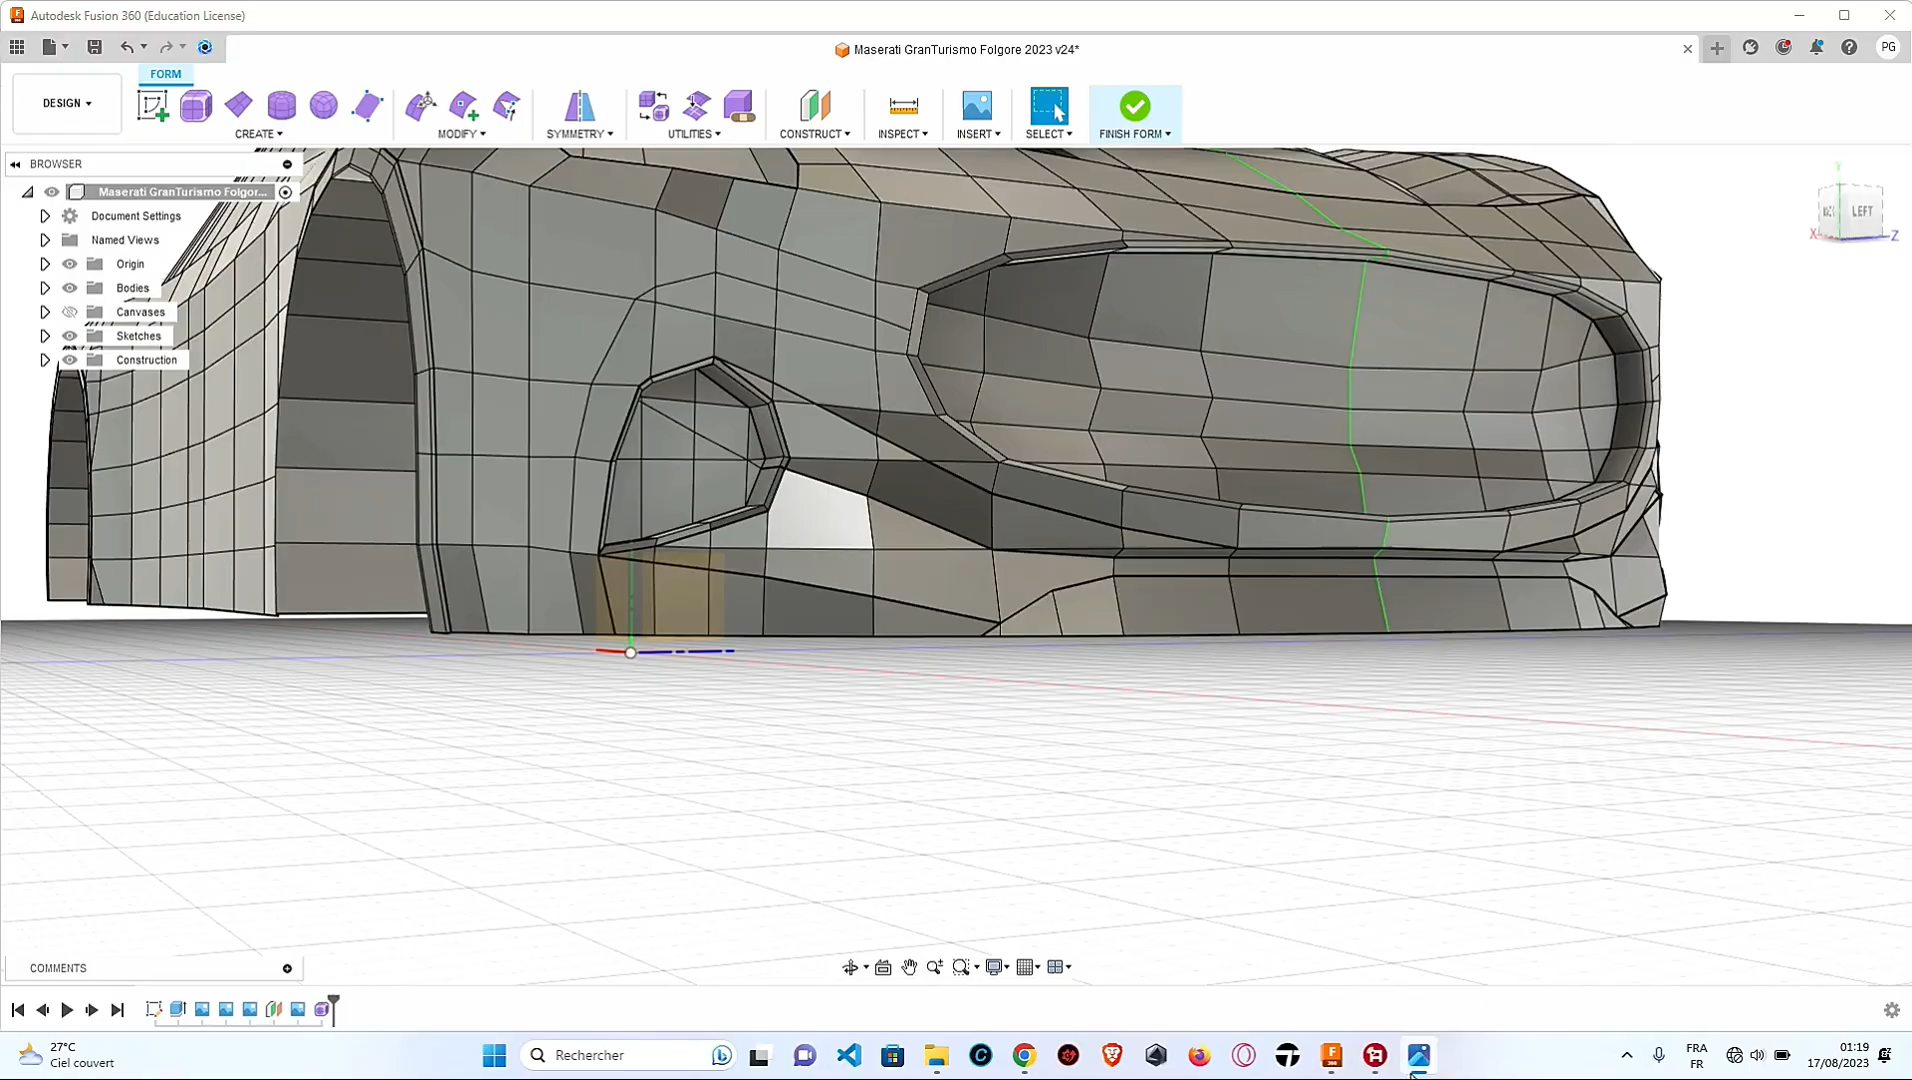 Autodesk Fusion 360 (Education License)
Maserati GranTurismo Folgore 2023 v24*
PG
FORM
DESIGN
CREATE
MODIFY
SYMMETRY
UTILITIES
CONSTRUCT
INSPECT
INSERT
SELECT
FINISH FORM
BROWSER
Maserati GranTurismo Folgor...
Document Settings
Named Views
Origin
Bodies
Canvases
Sketches
Construction
LEFT
X
Z
COMMENTS
27°C
Ciel couvert
Rechercher
FRA
FR
01:19
17/08/2023